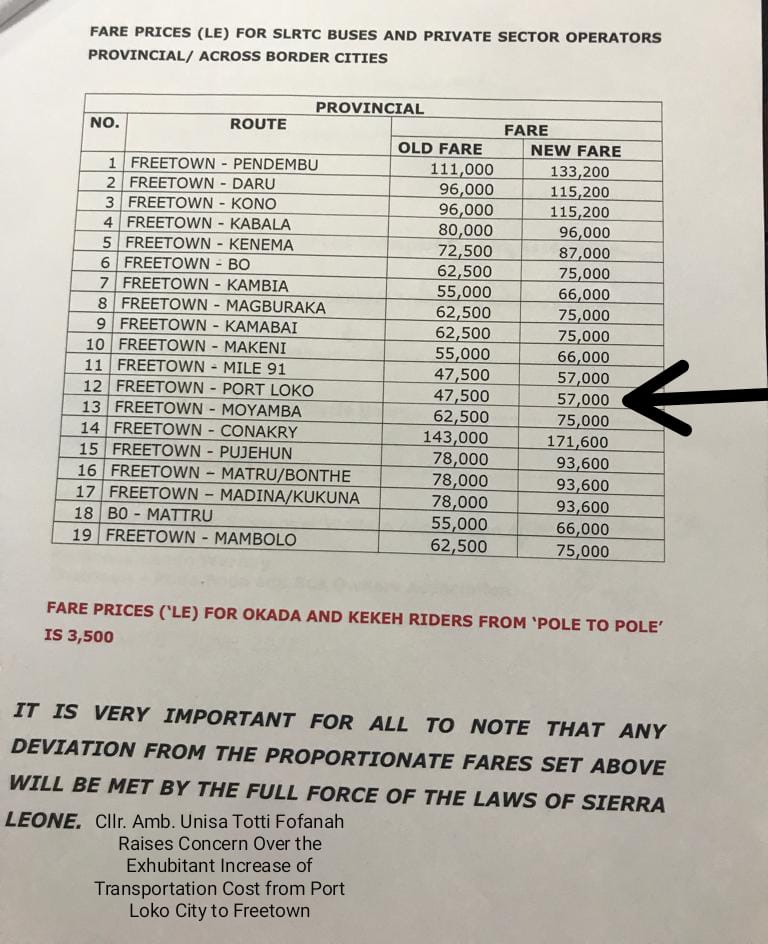 FARE PRICES (LE) FOR SLRTC BUSES AND PRIVATE SECTOR OPERATORS
PROVINCIAL/ ACROSS BORDER CITIES
PROVINCIAL
NO. ROUTE FARE
OLD FARE NEW FARE
1 FREETOWN - PENDEMBU 111,000 133,200
2 FREETOWN - DARU 96,000 115,200
3 FREETOWN - KONO 96,000 115,200
4 FREETOWN - KABALA 80,000 96,000
5 FREETOWN - KENEMA 72,500 87,000
6 FREETOWN - BO 62,500 75,000
7 FREETOWN - KAMBIA 55,000 66,000
8 FREETOWN - MAGBURAKA 62,500 75,000
9 FREETOWN - KAMABAI 62,500 75,000
10 FREETOWN - MAKENI 55,000 66,000
11 FREETOWN - MILE 91 47,500 57,000
12 FREETOWN - PORT LOKO 47,500 57,000
13 FREETOWN - MOYAMBA 62,500 75,000
14 FREETOWN - CONAKRY 143,000 171,600
15 FREETOWN - PUJEHUN 78,000 93,600
16 FREETOWN – MATRU/BONTHE 78,000 93,600
17 FREETOWN – MADINA/KUKUNA 78,000 93,600
18 B0 - MATTRU 55,000 66,000
19 FREETOWN - MAMBOLO 62,500 75,000
FARE PRICES ('LE) FOR OKADA AND KEKEH RIDERS FROM 'POLE TO POLE'
IS 3,500
IT IS VERY IMPORTANT FOR ALL TO NOTE THAT ANY
DEVIATION FROM THE PROPORTIONATE FARES SET ABOVE
WILL BE MET BY THE FULL FORCE OF THE LAWS OF SIERRA
LEONE.
Cllr. Amb. Unisa Totti Fofanah
Raises Concern Over the
Exhubitant Increase of
Transportation Cost from Port
Loko City to Freetown